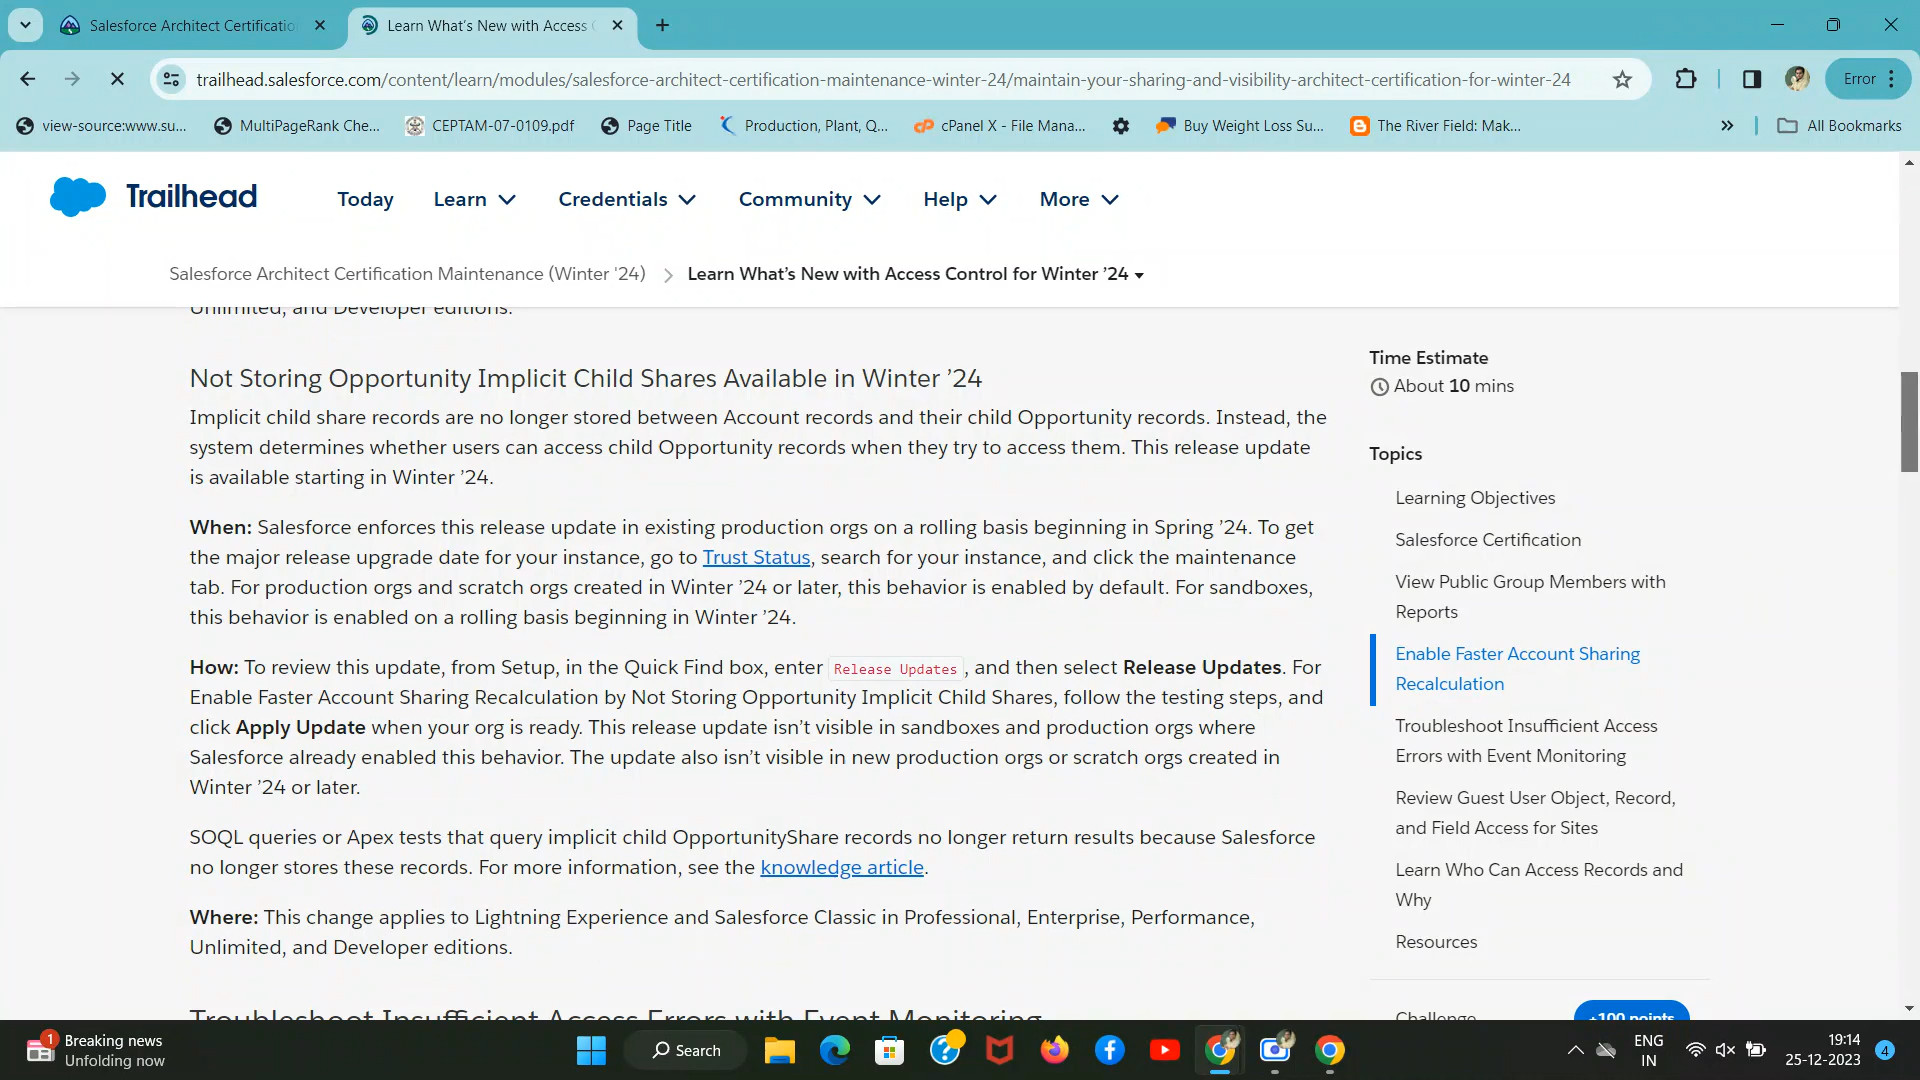 Salesforce Architect Certificatio
Learn What's New with Access C
trailhead.salesforce.com/content/learn/modules/salesforce-architect-certification-maintenance-winter-24/maintain-your-sharing-and-visibility-architect-certification-for-winter-24
Error
view-source:www.su...
MultiPageRank Che...
CEPTAM-07-0109.pdf
Page Title
Production, Plant, Q...
cPanel X - File Mana...
Buy Weight Loss Su...
The River Field: Mak...
All Bookmarks
Trailhead
Today
Learn
Credentials
Community
Help
More
Salesforce Architect Certification Maintenance (Winter '24)
Learn What’s New with Access Control for Winter ’24
Unlimited, and Developer editions.
Not Storing Opportunity Implicit Child Shares Available in Winter ’24
Implicit child share records are no longer stored between Account records and their child Opportunity records. Instead, the
system determines whether users can access child Opportunity records when they try to access them. This release update
is available starting in Winter ’24.
When: Salesforce enforces this release update in existing production orgs on a rolling basis beginning in Spring ’24. To get
the major release upgrade date for your instance, go to Trust Status, search for your instance, and click the maintenance
tab. For production orgs and scratch orgs created in Winter ’24 or later, this behavior is enabled by default. For sandboxes,
this behavior is enabled on a rolling basis beginning in Winter ’24.
How: To review this update, from Setup, in the Quick Find box, enter Release Updates, and then select Release Updates. For
Enable Faster Account Sharing Recalculation by Not Storing Opportunity Implicit Child Shares, follow the testing steps, and
click Apply Update when your org is ready. This release update isn’t visible in sandboxes and production orgs where
Salesforce already enabled this behavior. The update also isn’t visible in new production orgs or scratch orgs created in
Winter ’24 or later.
SOQL queries or Apex tests that query implicit child OpportunityShare records no longer return results because Salesforce
no longer stores these records. For more information, see the knowledge article.
Where: This change applies to Lightning Experience and Salesforce Classic in Professional, Enterprise, Performance,
Unlimited, and Developer editions.
Troubleshoot Insufficient Access Errors with Event Monitoring
Time Estimate
About 10 mins
Topics
Learning Objectives
Salesforce Certification
View Public Group Members with
Reports
Enable Faster Account Sharing
Recalculation
Troubleshoot Insufficient Access
Errors with Event Monitoring
Review Guest User Object, Record,
and Field Access for Sites
Learn Who Can Access Records and
Why
Resources
Challenge
+100 points
1
Breaking news
Unfolding now
Search
ENG
IN
19:14
25-12-2023
4